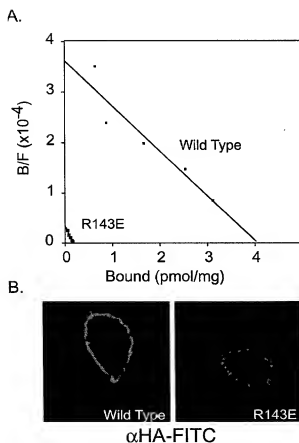 A.
4
3
2
1
0
B/F (x10-4)
Wild Type
R143E
0 1 2 3 4 5
Bound (pmol/mg)
B.
Wild Type
R143E
αHA-FITC